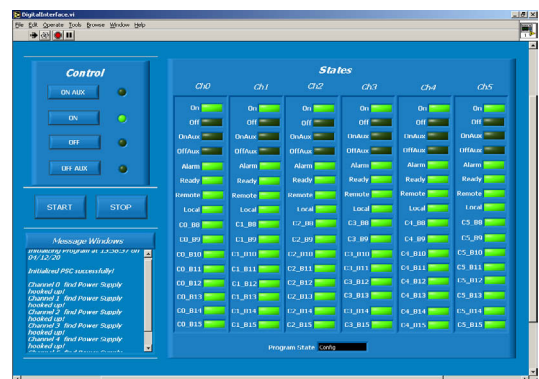 DigitalInterface.vi
File Edit Operate Tools Browse Window Help
Control
ON AUX
ON
OFF
OFF AUX
START STOP
Message Windows
Initializing Program at 13:58:37 on
04/12/20
Initialized PSC successfully!
Channel 0 find Power Supply
hooked up!
Channel 1 find Power Supply
hooked up!
Channel 2 find Power Supply
hooked up!
Channel 3 find Power Supply
hooked up!
Channel 4 find Power Supply
hooked up!
Channel 5 find Power Supply
States
Ch0 Ch1 Ch2 Ch3 Ch4 Ch5
On On On On On On
Off Off Off Off Off Off
OnAux OnAux OnAux OnAux OnAux OnAux
OffAux OffAux OffAux OffAux OffAux OffAux
Alarm Alarm Alarm Alarm Alarm Alarm
Ready Ready Ready Ready Ready Ready
Remote Remote Remote Remote Remote Remote
Local Local Local Local Local Local
C0_B8 C1_B8 C2_B8 C3_B8 C4_B8 C5_B8
C0_B9 C1_B9 C2_B9 C3_B9 C4_B9 C5_B9
C0_B10 C1_B10 C2_B10 C3_B10 C4_B10 C5_B10
C0_B11 C1_B11 C2_B11 C3_B11 C4_B11 C5_B11
C0_B12 C1_B12 C2_B12 C3_B12 C4_B12 C5_B12
C0_B13 C1_B13 C2_B13 C3_B13 C4_B13 C5_B13
C0_B14 C1_B14 C2_B14 C3_B14 C4_B14 C5_B14
C0_B15 C1_B15 C2_B15 C3_B15 C4_B15 C5_B15
Program State Config